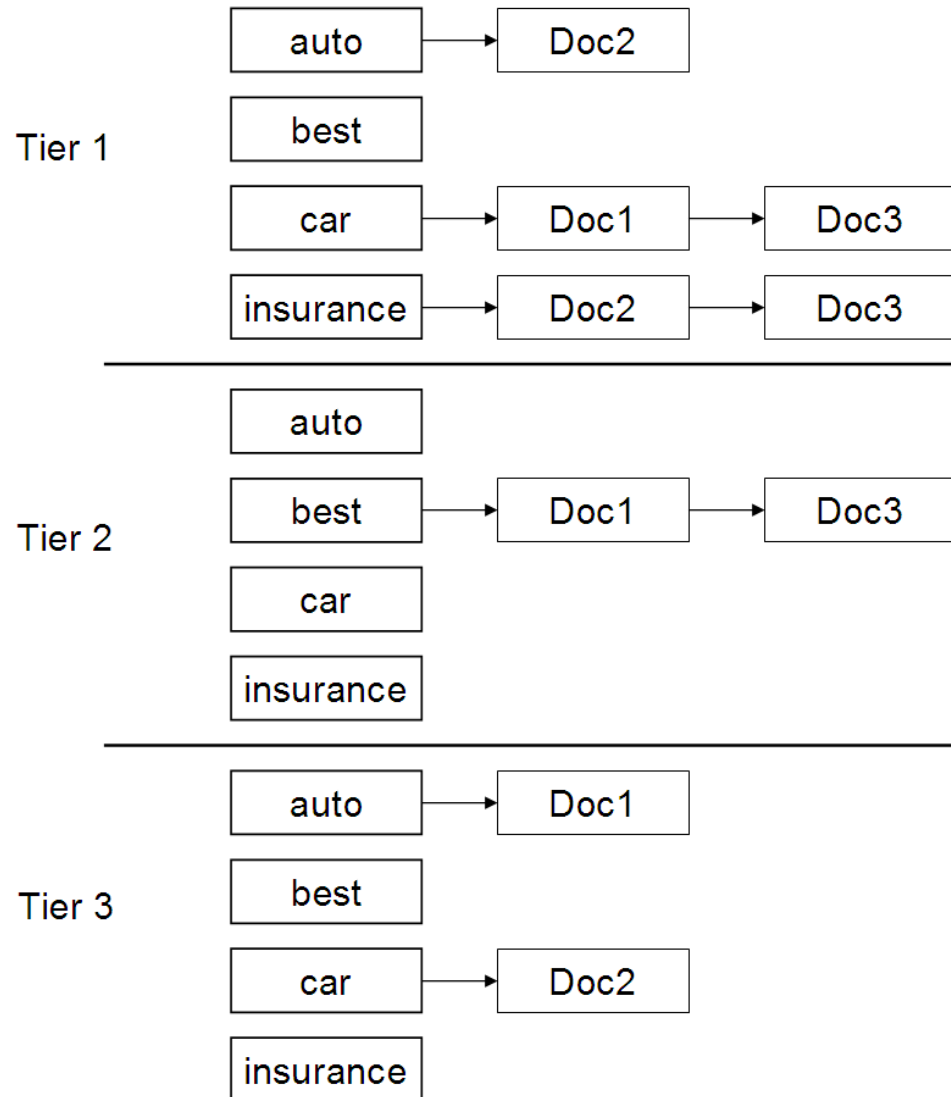 auto Doc2
Tier 1
best
car Doc1 Doc3
insurance Doc2 Doc3
auto
Tier 2
best Doc1 Doc3
car
insurance
auto Doc1
Tier 3
best
car Doc2
insurance